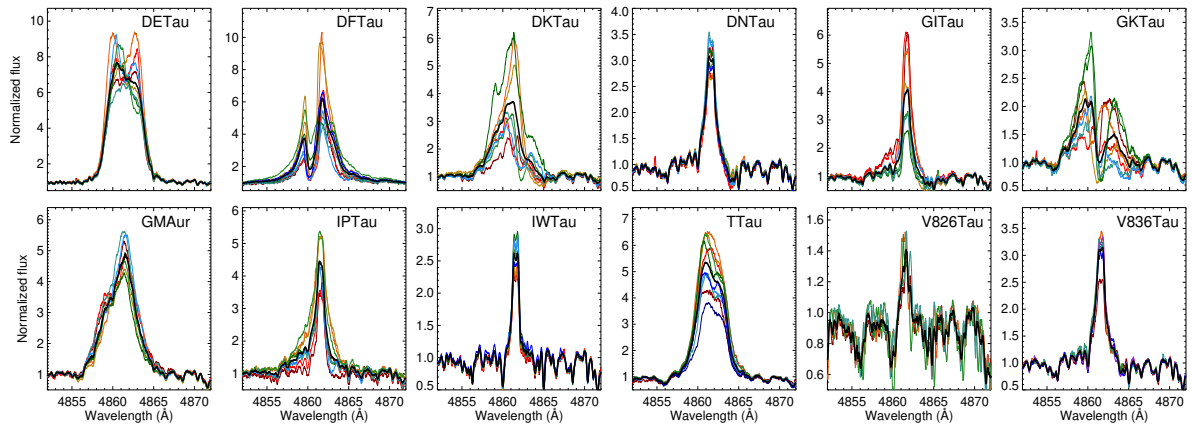 DETau
DFTau
DKTau
DNTau
GITau
GKTau
Normalized flux
10
8
6
4
2
10
8
6
4
2
7
6
5
4
3
2
1
4.0
3.5
3.0
2.5
2.0
1.5
1.0
0.5
6
5
4
3
2
1
3.5
3.0
2.5
2.0
1.5
1.0
0.5
GMAur
IPTau
IWTau
TTau
V826Tau
V836Tau
Normalized flux
6
5
4
3
2
1
6
5
4
3
2
1
3.0
2.5
2.0
1.5
1.0
0.5
7
6
5
4
3
2
1
1.6
1.4
1.2
1.0
0.8
0.6
3.5
3.0
2.5
2.0
1.5
1.0
0.5
4855 4860 4865 4870
4855 4860 4865 4870
4855 4860 4865 4870
4855 4860 4865 4870
4855 4860 4865 4870
4855 4860 4865 4870
Wavelength (Å)
Wavelength (Å)
Wavelength (Å)
Wavelength (Å)
Wavelength (Å)
Wavelength (Å)